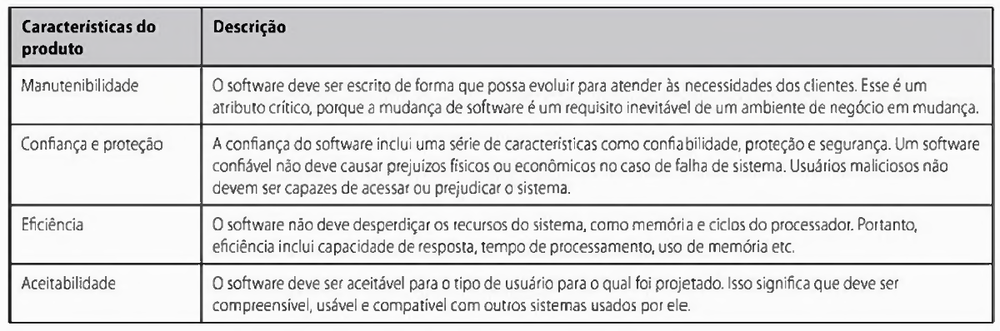 Características do
produto
Descrição
Manutenibilidade
O software deve ser escrito de forma que possa evoluir para atender às necessidades dos clientes. Esse é um
atributo crítico, porque a mudança de software é um requisito inevitável de um ambiente de negócio em mudança.
Confiança e proteção
A confiança do software inclui uma série de características como confiabilidade, proteção e segurança. Um software
confiável não deve causar prejuízos físicos ou econômicos no caso de falha de sistema. Usuários maliciosos não
devem ser capazes de acessar ou prejudicar o sistema.
Eficiência
O software não deve desperdiçar os recursos do sistema, como memória e ciclos do processador. Portanto,
eficiência inclui capacidade de resposta, tempo de processamento, uso de memória etc.
Aceitabilidade
O software deve ser aceitável para o tipo de usuário para o qual foi projetado. Isso significa que deve ser
compreensível, usável e compatível com outros sistemas usados por ele.